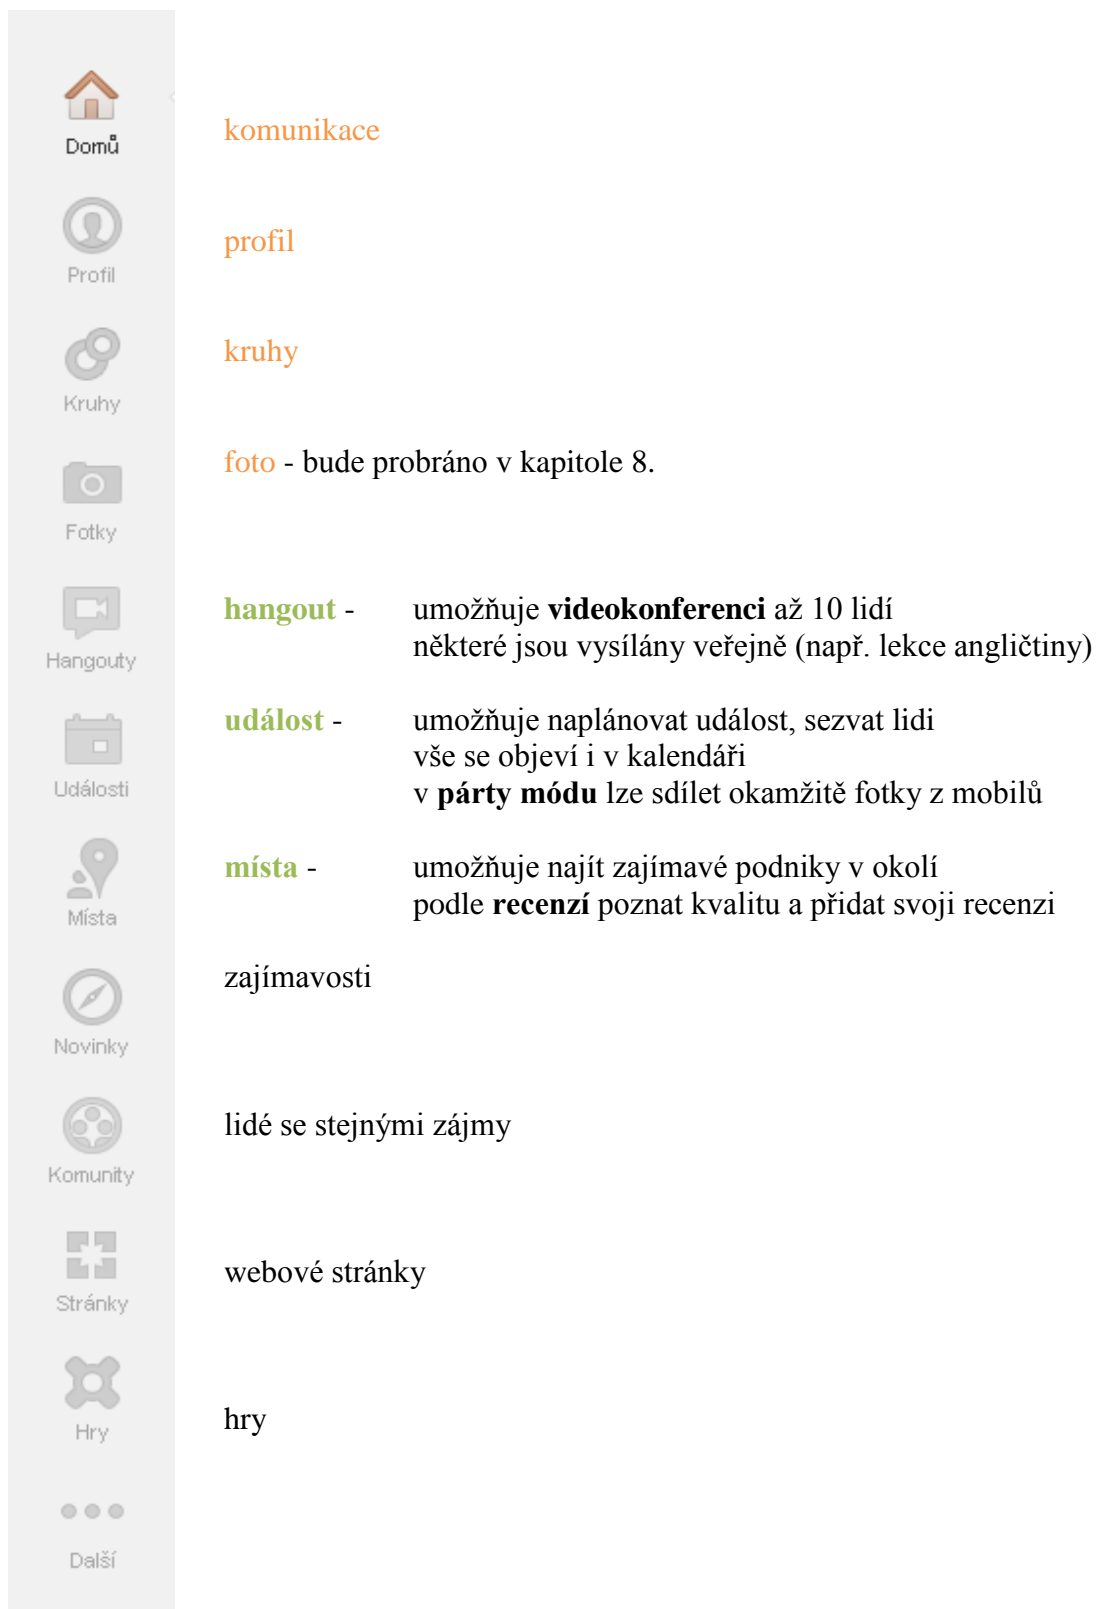 Domů
komunikace
Profil
profil
Kruhy
kruhy
Fotky
foto - bude probráno v kapitole 8.
Hangouty
hangout - umožňuje videokonferenci až 10 lidí
některé jsou vysílány veřejně (např. lekce angličtiny)
Události
událost - umožňuje naplánovat událost, sezvat lidi
vše se objeví i v kalendáři
v párty módu lze sdílet okamžitě fotky z mobilů
Místa
místa - umožňuje najít zajímavé podniky v okolí
podle recenzí poznat kvalitu a přidat svoji recenzi
Novinky
zajímavosti
Komunity
lidé se stejnými zájmy
Stránky
webové stránky
Hry
hry
Další